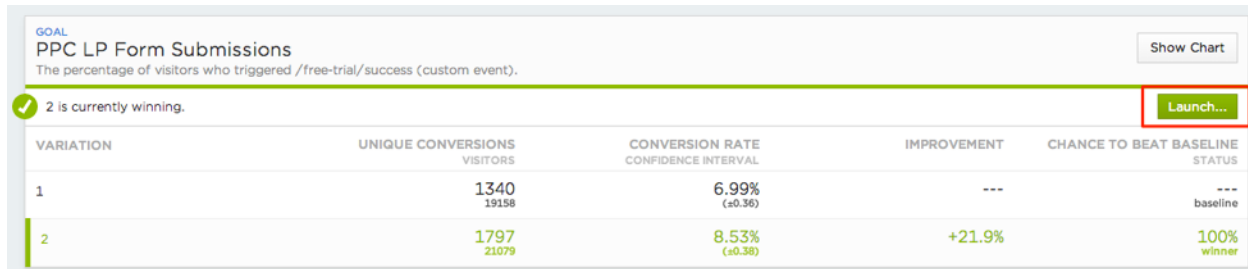 GOAL
PPC LP Form Submissions
Show Chart
The percentage of visitors who triggered /free-trial/success (custom event).
2 is currently winning.
Launch...
VARIATION UNIQUE CONVERSIONS CONVERSION RATE IMPROVEMENT CHANCE TO BEAT BASELINE
VISITORS CONFIDENCE INTERVAL STATUS
1 1340 6.99% --- ---
19158 (±0.36) baseline
2 1797 8.53% +21.9% 100%
21079 (±0.38) winner